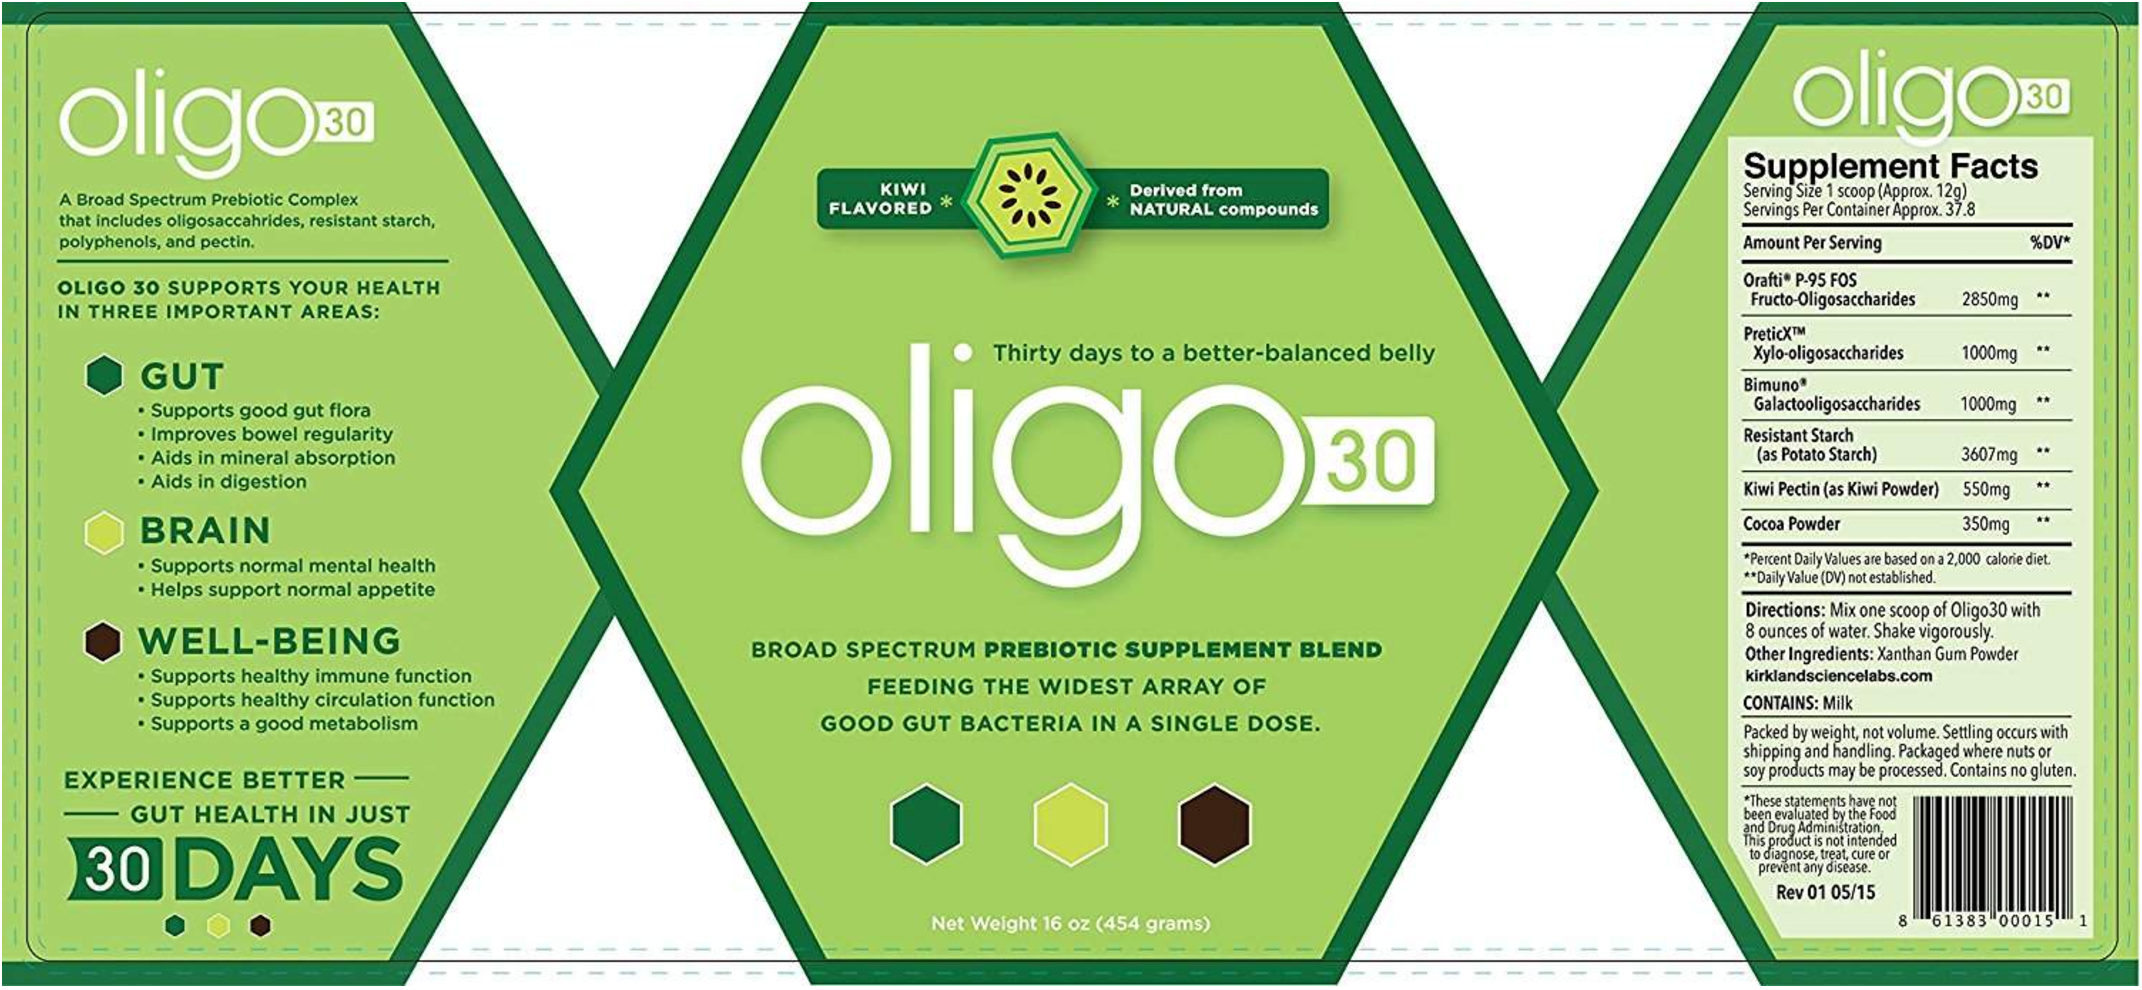 oligo 30
A Broad Spectrum Prebiotic Complex
that includes oligosaccahrides, resistant starch,
polyphenols, and pectin.
OLIGO 30 SUPPORTS YOUR HEALTH
IN THREE IMPORTANT AREAS:
GUT
• Supports good gut flora
• Improves bowel regularity
• Aids in mineral absorption
• Aids in digestion
BRAIN
• Supports normal mental health
• Helps support normal appetite
WELL-BEING
• Supports healthy immune function
• Supports healthy circulation function
• Supports a good metabolism
EXPERIENCE BETTER
GUT HEALTH IN JUST
30 DAYS
KIWI
FLAVORED *
* Derived from
NATURAL compounds
Thirty days to a better-balanced belly
oligo 30
BROAD SPECTRUM PREBIOTIC SUPPLEMENT BLEND
FEEDING THE WIDEST ARRAY OF
GOOD GUT BACTERIA IN A SINGLE DOSE.
Net Weight 16 oz (454 grams)
oligo 30
Supplement Facts
Serving Size 1 scoop (Approx. 12g)
Servings Per Container Approx. 37.8
Amount Per Serving %DV*
Orafti® P-95 FOS
Fructo-Oligosaccharides 2850mg **
PreticX™
Xylo-oligosaccharides 1000mg **
Bimuno®
Galactooligosaccharides 1000mg **
Resistant Starch
(as Potato Starch) 3607mg **
Kiwi Pectin (as Kiwi Powder) 550mg **
Cocoa Powder 350mg **
*Percent Daily Values are based on a 2,000 calorie diet.
**Daily Value (DV) not established.
Directions: Mix one scoop of Oligo30 with
8 ounces of water. Shake vigorously.
Other Ingredients: Xanthan Gum Powder
kirklandsciencelabs.com
CONTAINS: Milk
Packed by weight, not volume. Settling occurs with
shipping and handling. Packaged where nuts or
soy products may be processed. Contains no gluten.
*These statements have not
been evaluated by the Food
and Drug Administration.
This product is not intended
to diagnose, treat, cure or
prevent any disease.
Rev 01 05/15
8 61383 00015 1